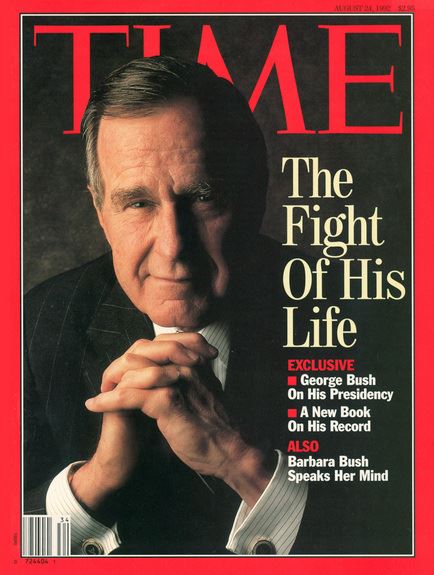 AUGUST 24, 1992 $2.95
TIME
The
Fight
Of His
Life
EXCLUSIVE
■ George Bush
On His Presidency
■ A New Book
On His Record
ALSO
Barbara Bush
Speaks Her Mind
34
0 724404 1